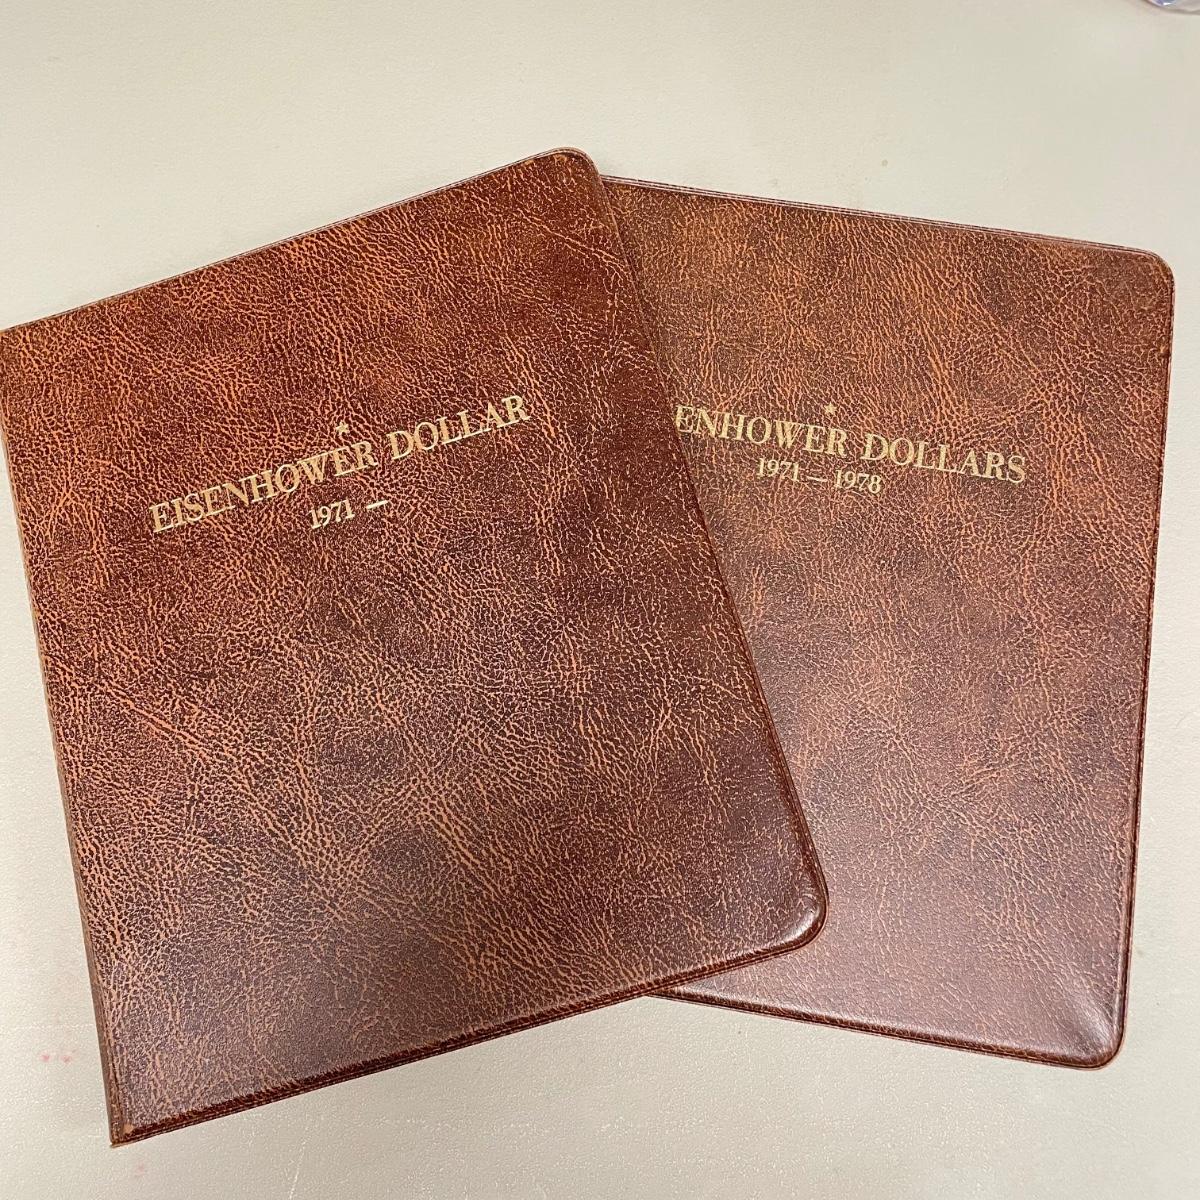 EISENHOWER DOLLAR
1971 —
ENHOWER DOLLARS
1971 — 1978